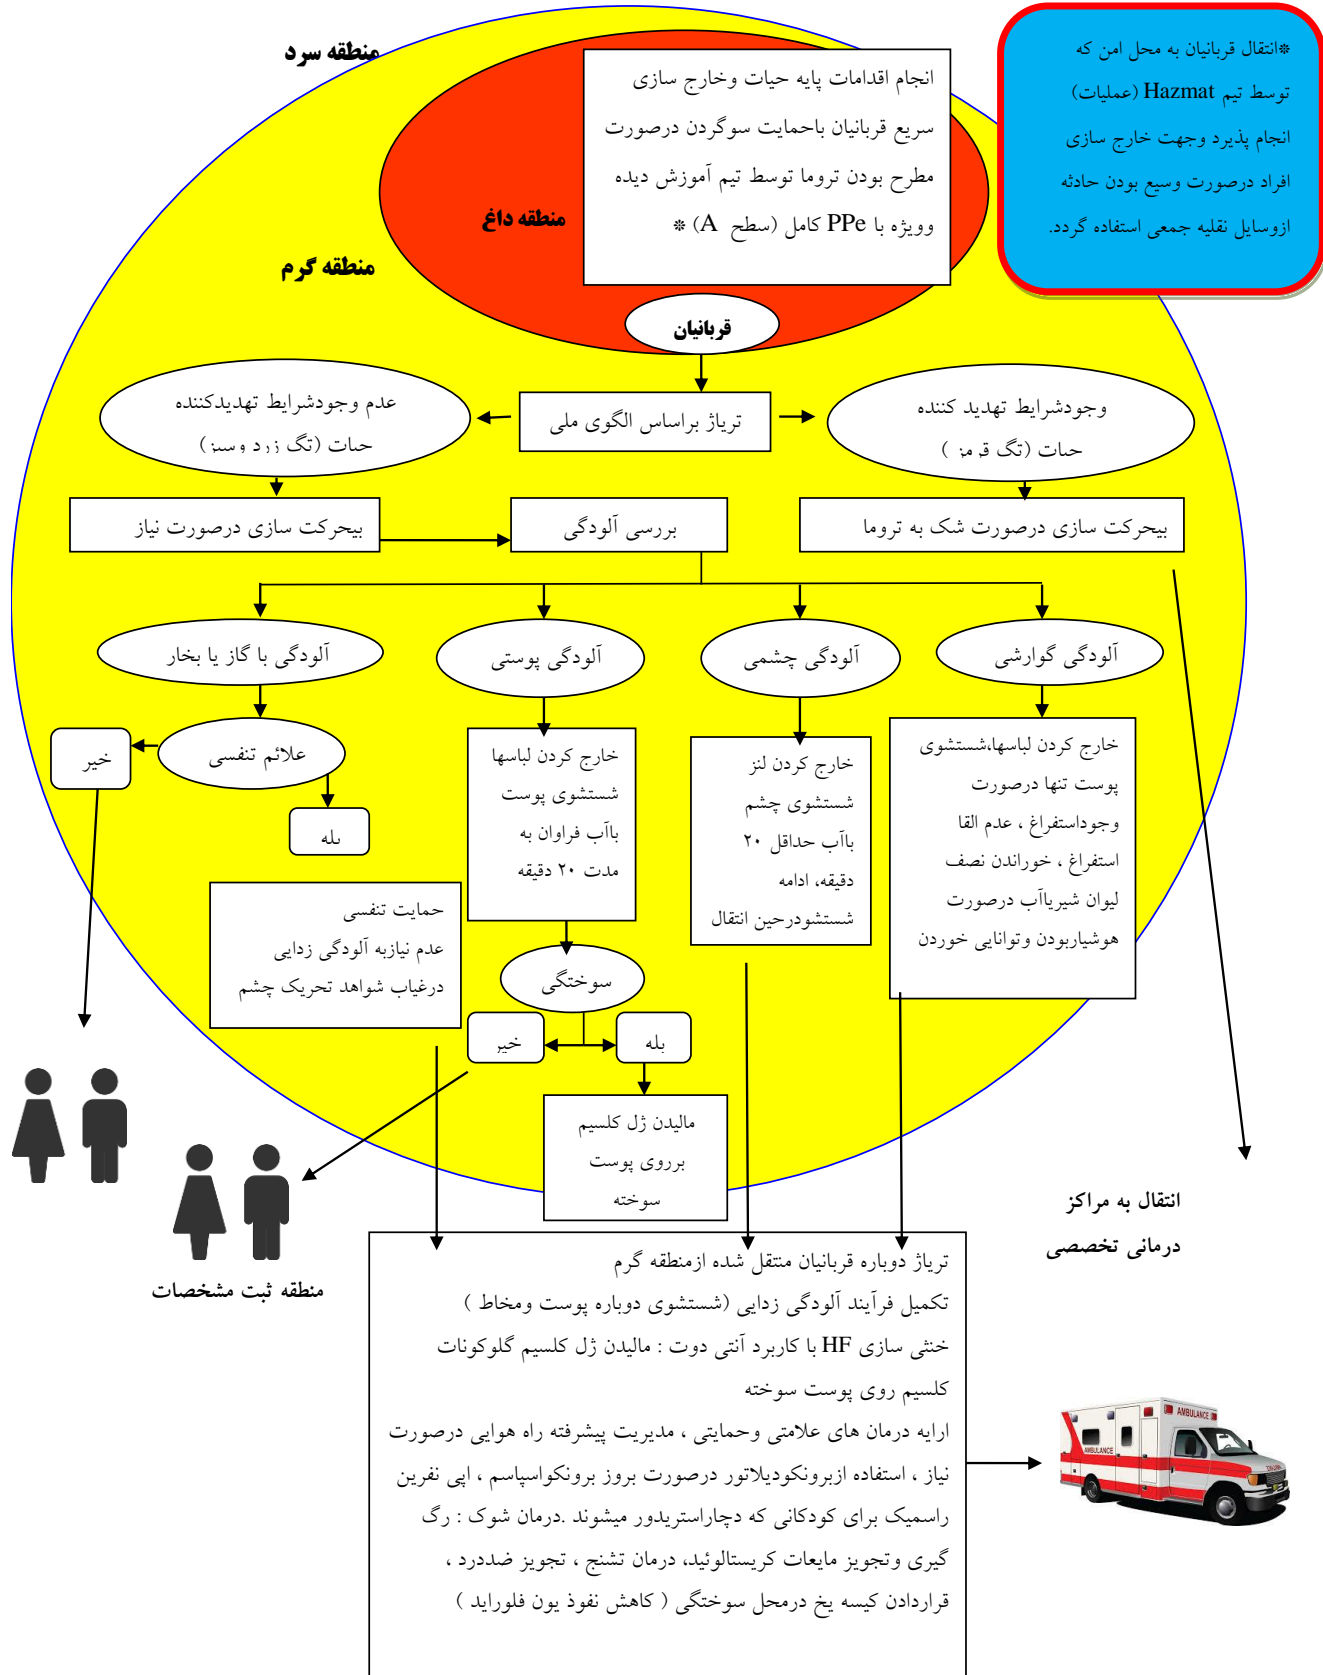 منطقه سرد
*انتقال قربانیان به محل امن که
توسط تیم Hazmat (عملیات)
انجام پذیرد وجهت خارج سازی
افراد درصورت وسیع بودن حادثه
ازوسایل نقلیه جمعی استفاده گردد.
انجام اقدامات پایه حیات وخارج سازی
سریع قربانیان باحمایت سوگردن درصورت
مطرح بودن تروما توسط تیم آموزش دیده
وویژه با PPe کامل (سطح A) *
منطقه داغ
منطقه گرم
قربانیان
تریاژ براساس الگوی ملی
وجودشرایط تهدید کننده
حیات (تگ قرمز )
عدم وجودشرایط تهدیدکننده
حیات (تگ زرد وسبز)
بیحرکت سازی درصورت شک به تروما
بررسی آلودگی
بیحرکت سازی درصورت نیاز
آلودگی گوارشی
آلودگی چشمی
آلودگی پوستی
آلودگی با گاز یا بخار
خارج کردن لباسها،شستشوی
پوست تنها درصورت
وجوداستفراغ ، عدم القا
استفراغ ، خوراندن نصف
لیوان شیریاآب درصورت
هوشیاربودن وتوانایی خوردن
خارج کردن لنز
شستشوی چشم
باآب حداقل ۲۰
دقیقه، ادامه
شستشودرحین انتقال
خارج کردن لباسها
شستشوی پوست
باآب فراوان به
مدت ۲۰ دقیقه
علائم تنفسی
خیر
بله
حمایت تنفسی
عدم نیازبه آلودگی زدایی
درغیاب شواهد تحریک چشم
سوختگی
بله
خیر
مالیدن ژل کلسیم
برروی پوست
سوخته
انتقال به مراکز
درمانی تخصصی
منطقه ثبت مشخصات
تریاژ دوباره قربانیان منتقل شده ازمنطقه گرم
تکمیل فرآیند آلودگی زدایی (شستشوی دوباره پوست ومخاط )
خنثی سازی HF با کاربرد آنتی دوت : مالیدن ژل کلسیم گلوکونات
کلسیم روی پوست سوخته
ارایه درمان های علامتی وحمایتی ، مدیریت پیشرفته راه هوایی درصورت
نیاز ، استفاده ازبرونکودیلاتور درصورت بروز برونکواسپاسم ، اپی نفرین
راسمیک برای کودکانی که دچاراستریدور میشوند .درمان شوک : رگ
گیری وتجویز مایعات کریستالوئید، درمان تشنج ، تجویز ضددرد ،
قراردادن کیسه یخ درمحل سوختگی ( کاهش نفوذ یون فلوراید )
AMBULANCE
AMBULANCE